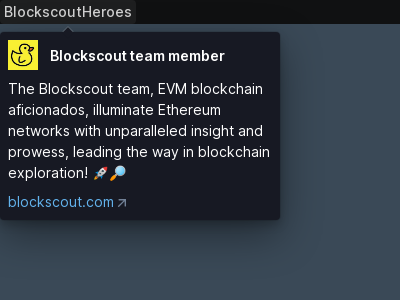 BlockscoutHeroes
Blockscout team member
The Blockscout team, EVM blockchain
aficionados, illuminate Ethereum
networks with unparalleled insight and
prowess, leading the way in blockchain
exploration! 🚀🔎
blockscout.com ↗